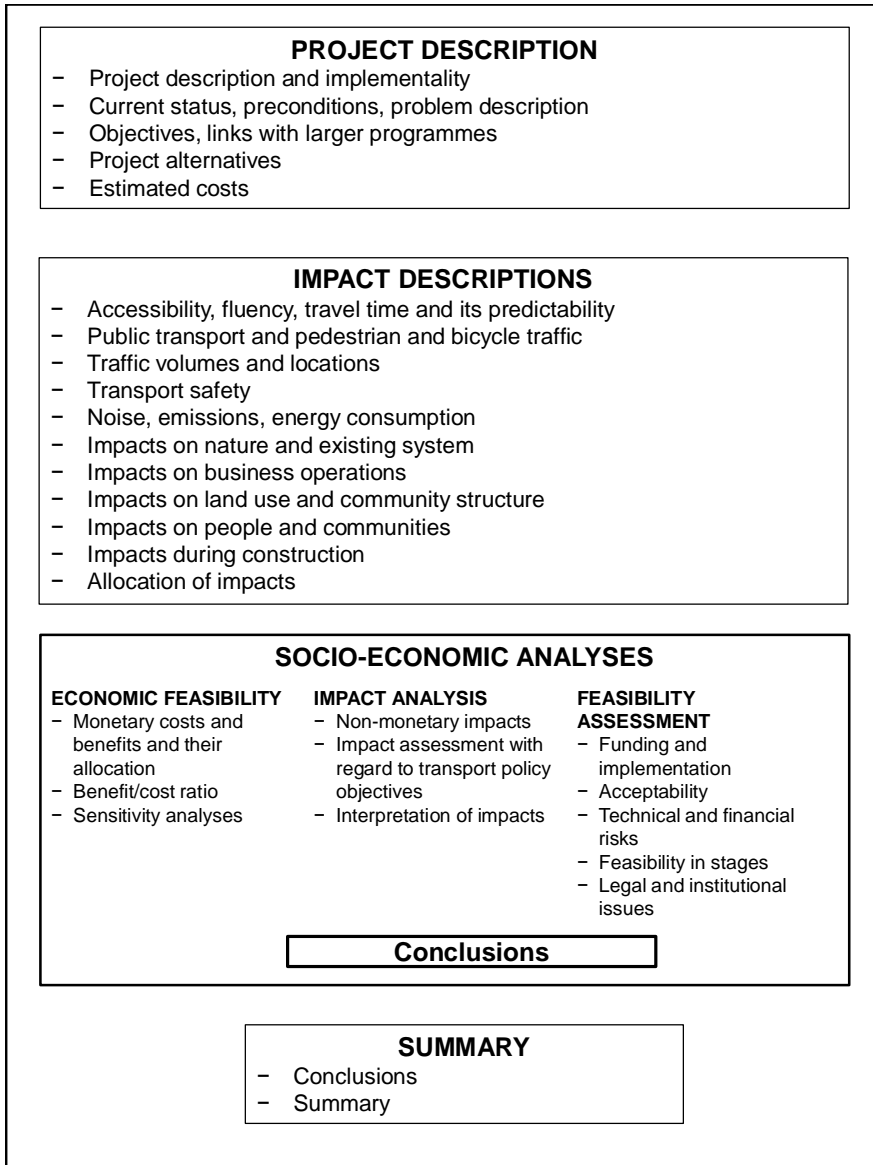 PROJECT DESCRIPTION
− Project description and implementality
− Current status, preconditions, problem description
− Objectives, links with larger programmes
− Project alternatives
− Estimated costs
IMPACT DESCRIPTIONS
− Accessibility, fluency, travel time and its predictability
− Public transport and pedestrian and bicycle traffic
− Traffic volumes and locations
− Transport safety
− Noise, emissions, energy consumption
− Impacts on nature and existing system
− Impacts on business operations
− Impacts on land use and community structure
− Impacts on people and communities
− Impacts during construction
− Allocation of impacts
SOCIO-ECONOMIC ANALYSES
ECONOMIC FEASIBILITY
− Monetary costs and
benefits and their
allocation
− Benefit/cost ratio
− Sensitivity analyses
IMPACT ANALYSIS
− Non-monetary impacts
− Impact assessment with
regard to transport policy
objectives
− Interpretation of impacts
FEASIBILITY
ASSESSMENT
− Funding and
implementation
− Acceptability
− Technical and financial
risks
− Feasibility in stages
− Legal and institutional
issues
Conclusions
SUMMARY
− Conclusions
− Summary